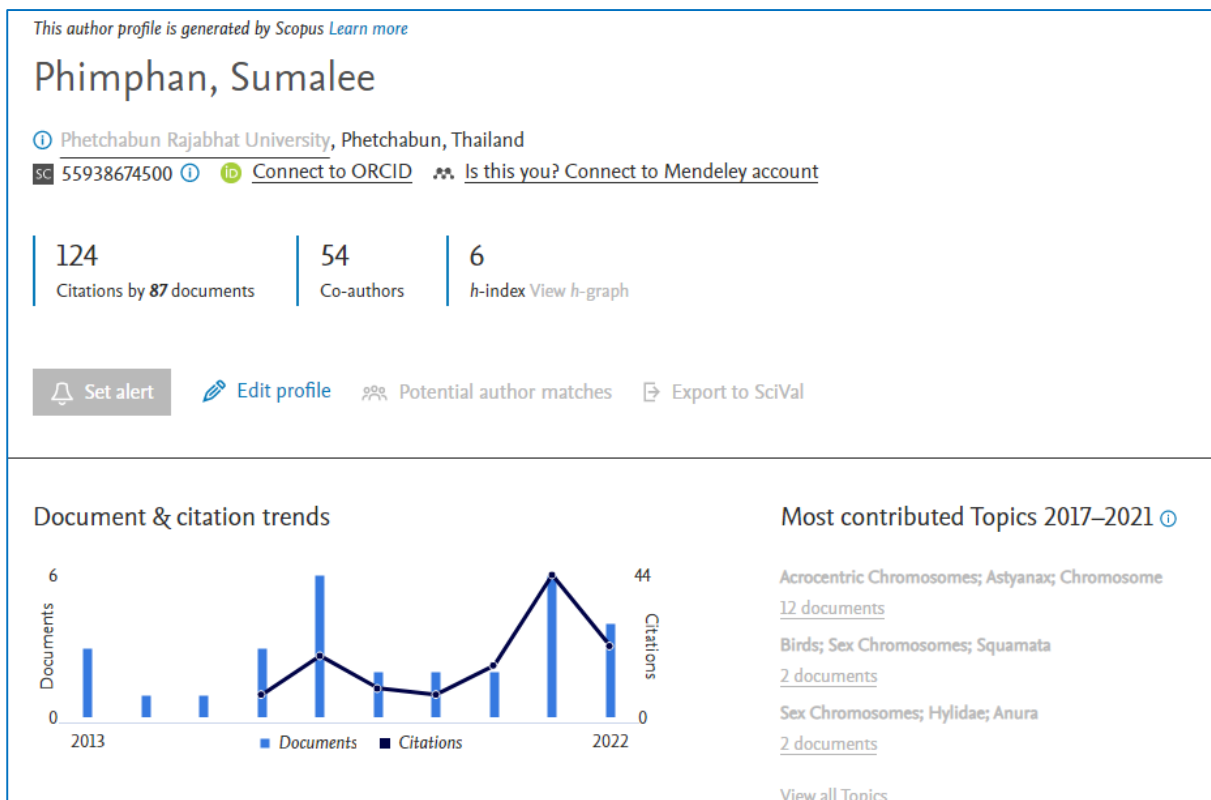 This author profile is generated by Scopus Learn more
Phimphan, Sumalee
Phetchabun Rajabhat University, Phetchabun, Thailand
SC 55938674500 iD Connect to ORCID Is this you? Connect to Mendeley account
124
Citations by 87 documents
54
Co-authors
6
h-index View h-graph
Set alert Edit profile Potential author matches Export to SciVal
Document & citation trends
6
44
Documents
Citations
0
0
2013
2022
Documents Citations
Most contributed Topics 2017–2021
Acrocentric Chromosomes; Astyanax; Chromosome
12 documents
Birds; Sex Chromosomes; Squamata
2 documents
Sex Chromosomes; Hylidae; Anura
2 documents
View all Topics